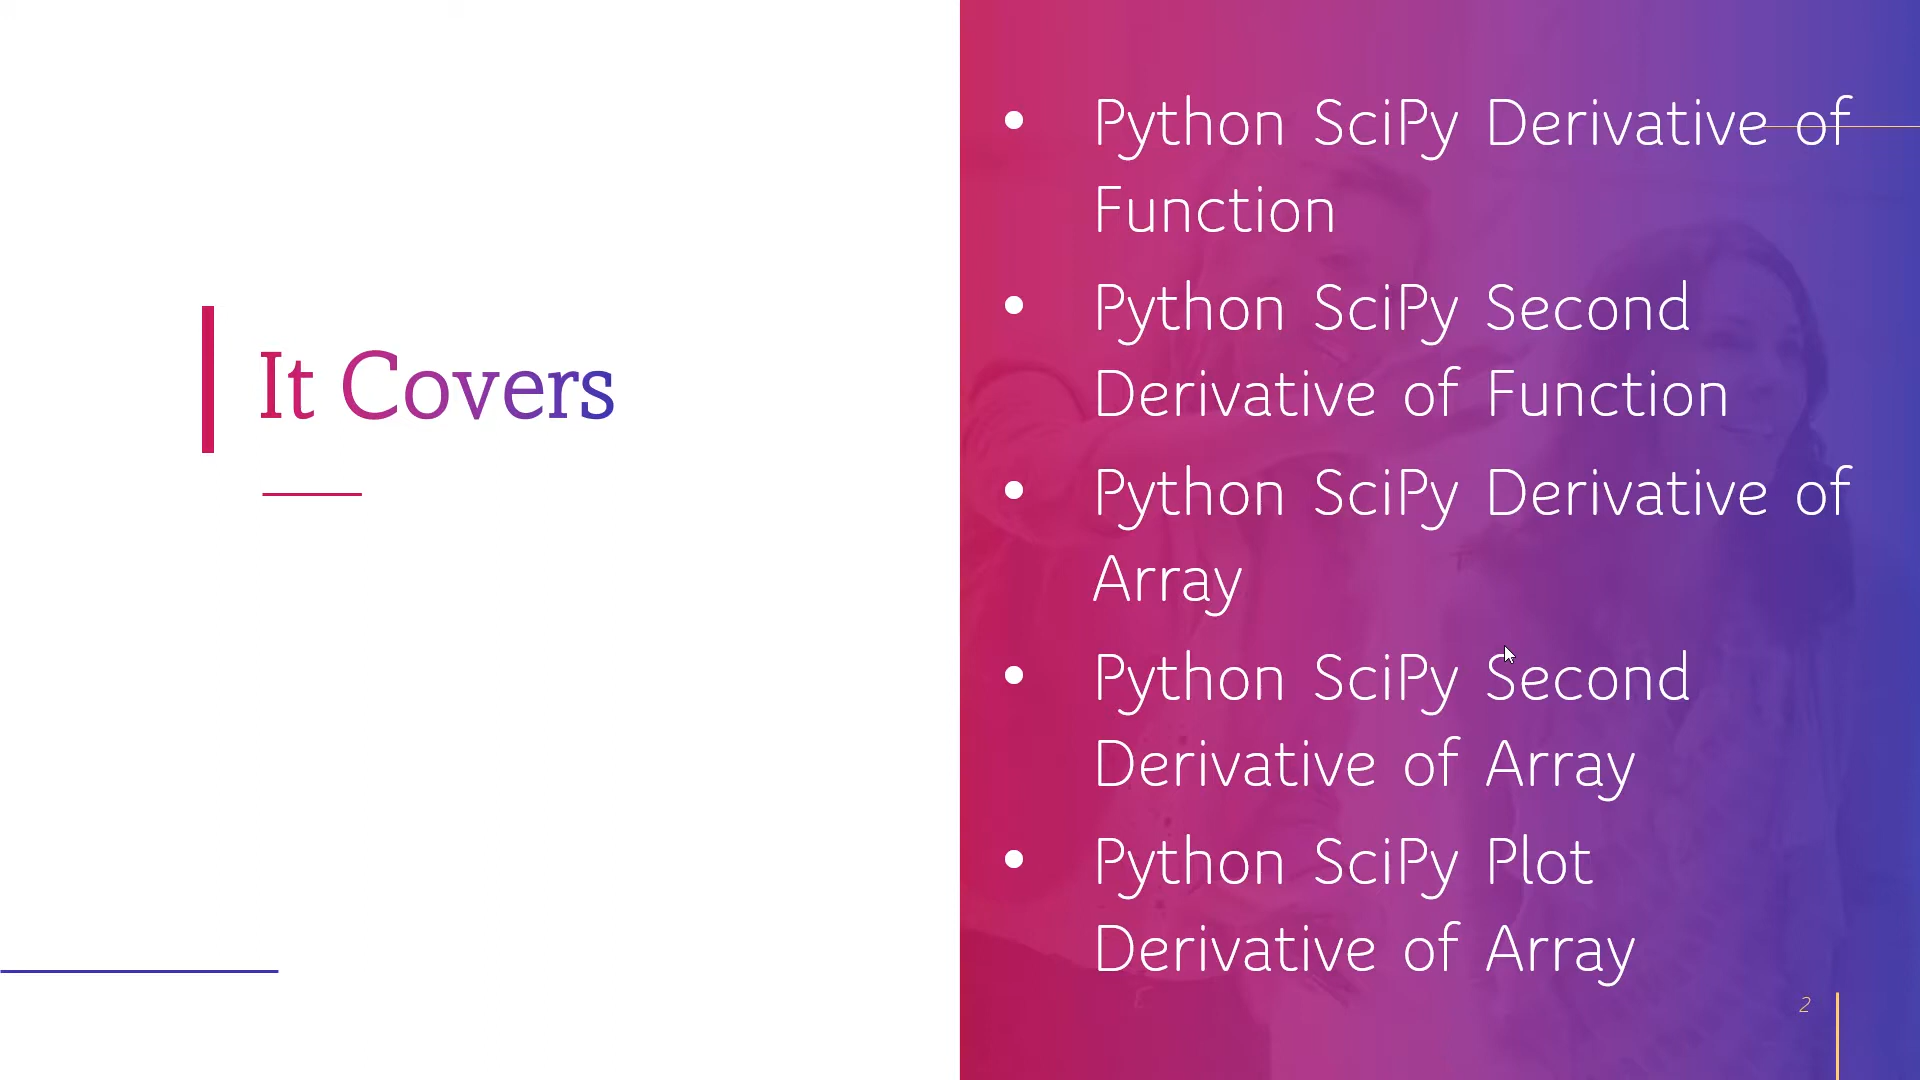 It Covers
• Python SciPy Derivative of
Function
• Python SciPy Second
Derivative of Function
• Python SciPy Derivative of
Array
• Python SciPy Second
Derivative of Array
• Python SciPy Plot
Derivative of Array
2